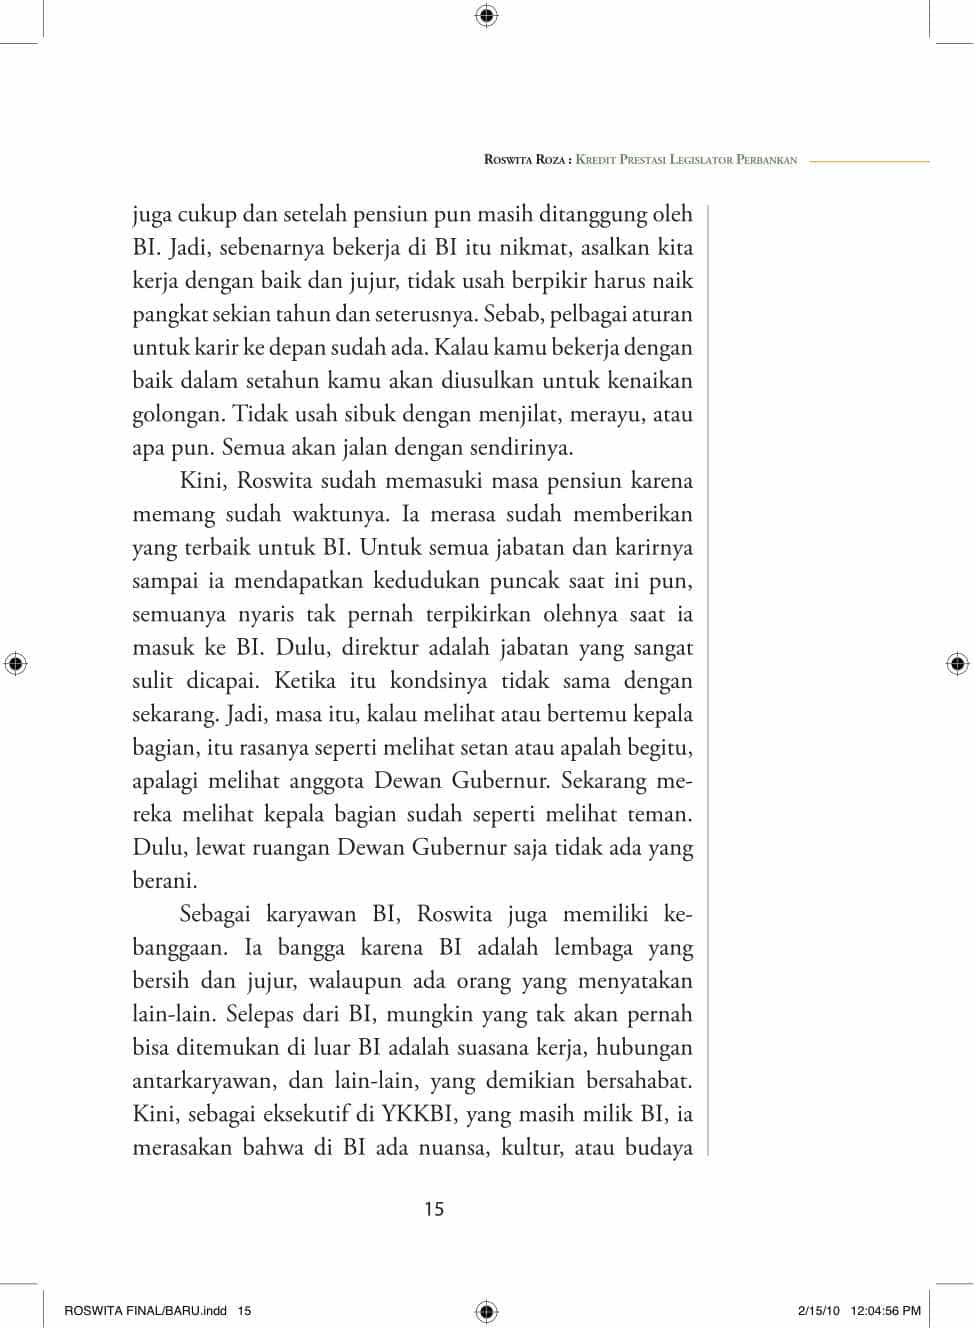 Roswita Roza : Kredit Prestasi Legislator Perbankan
juga cukup dan setelah pensiun pun masih ditanggung oleh
BI. Jadi, sebenarnya bekerja di BI itu nikmat, asalkan kita
kerja dengan baik dan jujur, tidak usah berpikir harus naik
pangkat sekian tahun dan seterusnya. Sebab, pelbagai aturan
untuk karir ke depan sudah ada. Kalau kamu bekerja dengan
baik dalam setahun kamu akan diusulkan untuk kenaikan
golongan. Tidak usah sibuk dengan menjilat, merayu, atau
apa pun. Semua akan jalan dengan sendirinya.
Kini, Roswita sudah memasuki masa pensiun karena
memang sudah waktunya. Ia merasa sudah memberikan
yang terbaik untuk BI. Untuk semua jabatan dan karirnya
sampai ia mendapatkan kedudukan puncak saat ini pun,
semuanya nyaris tak pernah terpikirkan olehnya saat ia
masuk ke BI. Dulu, direktur adalah jabatan yang sangat
sulit dicapai. Ketika itu kondsinya tidak sama dengan
sekarang. Jadi, masa itu, kalau melihat atau bertemu kepala
bagian, itu rasanya seperti melihat setan atau apalah begitu,
apalagi melihat anggota Dewan Gubernur. Sekarang me-
reka melihat kepala bagian sudah seperti melihat teman.
Dulu, lewat ruangan Dewan Gubernur saja tidak ada yang
berani.
Sebagai karyawan BI, Roswita juga memiliki ke-
banggaan. Ia bangga karena BI adalah lembaga yang
bersih dan jujur, walaupun ada orang yang menyatakan
lain-lain. Selepas dari BI, mungkin yang tak akan pernah
bisa ditemukan di luar BI adalah suasana kerja, hubungan
antarkaryawan, dan lain-lain, yang demikian bersahabat.
Kini, sebagai eksekutif di YKKBI, yang masih milik BI, ia
merasakan bahwa di BI ada nuansa, kultur, atau budaya
15
ROSWITA FINAL/BARU.indd 15
2/15/10 12:04:56 PM